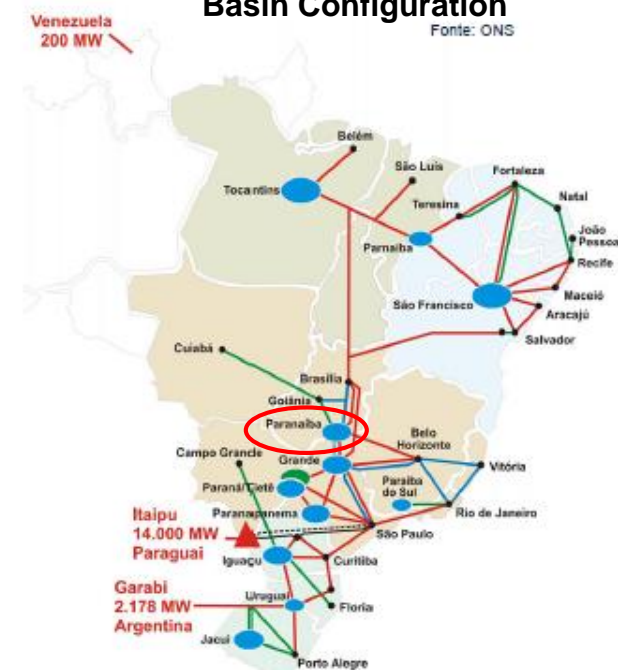 Basin Configuration
Fonte: ONS
Venezuela
200 MW
Belém
São Luís
Fortaleza
Tocantins
Teresina
Natal
João
Pessoa
Parnaíba
Recife
São Francisco
Maceió
Aracajú
Salvador
Cuiabá
Brasília
Goiânia
Paranaíba
Belo
Horizonte
Campo Grande
Grande
Vitória
Paraná/Tietê
Paraíba
do Sul
Paranapanema
Rio de Janeiro
Itaipu
14.000 MW
Paraguai
São Paulo
Iguaçu
Curitiba
Garabi
2.178 MW
Argentina
Uruguai
Floria
Jacuí
Porto Alegre